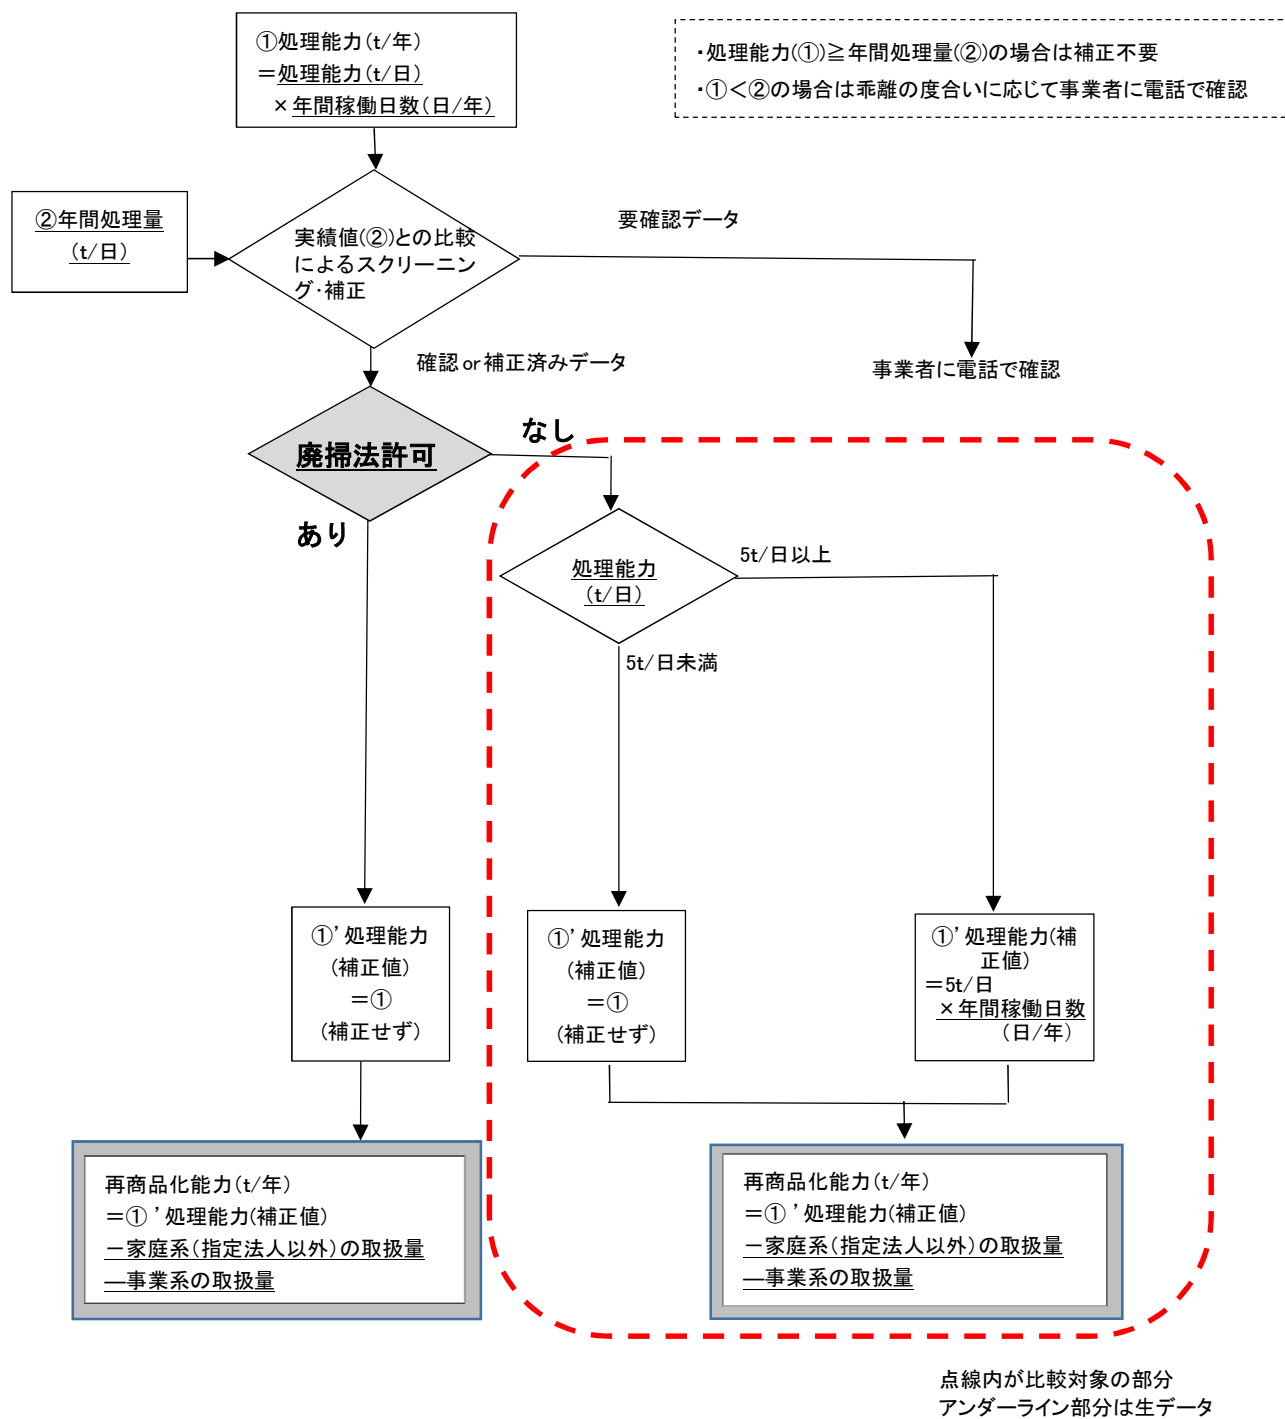 ①処理能力(t/年)
＝処理能力(t/日)
×年間稼働日数(日/年)
・処理能力(①)≧年間処理量(②)の場合は補正不要
・①＜②の場合は乖離の度合いに応じて事業者に電話で確認
②年間処理量
(t/日)
実績値(②)との比較
によるスクリーニン
グ・補正
要確認データ
確認or補正済みデータ
事業者に電話で確認
廃掃法許可
なし
あり
処理能力
(t/日)
5t/日以上
5t/日未満
①’処理能力
(補正値)
＝①
(補正せず)
①’処理能力
(補正値)
＝①
(補正せず)
①’処理能力(補
正値)
＝5t/日
×年間稼働日数
(日/年)
再商品化能力(t/年)
＝①’処理能力(補正値)
－家庭系(指定法人以外)の取扱量
―事業系の取扱量
再商品化能力(t/年)
＝①’処理能力(補正値)
－家庭系(指定法人以外)の取扱量
―事業系の取扱量
点線内が比較対象の部分
アンダーライン部分は生データ